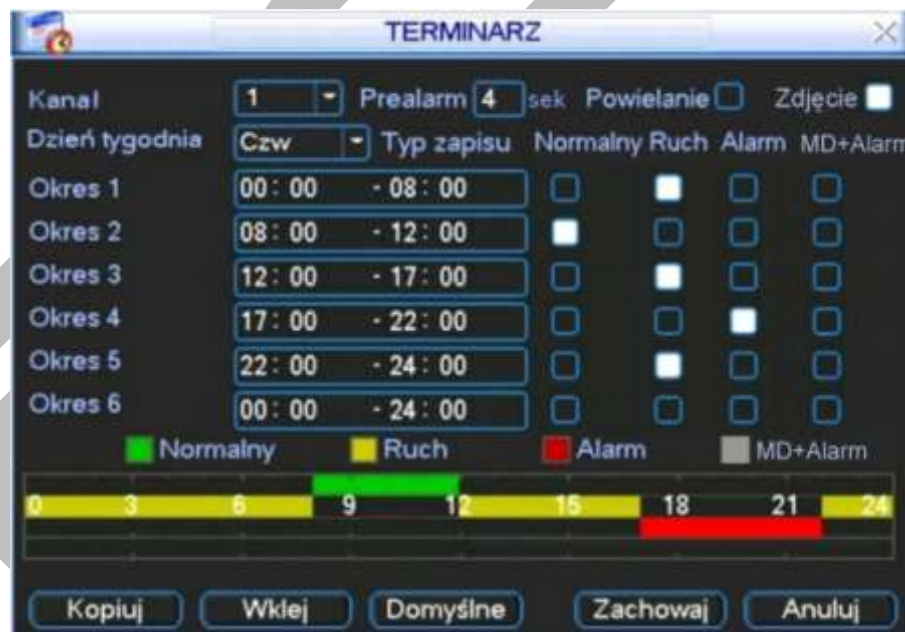 TERMINARZ
Kanał 1 Prealarm 4 sek Powielanie Zdjęcie
Dzień tygodnia Czw Typ zapisu Normalny Ruch Alarm MD+Alarm
Okres 1 00: 00 - 08: 00
Okres 2 08: 00 - 12: 00
Okres 3 12: 00 - 17: 00
Okres 4 17: 00 - 22: 00
Okres 5 22: 00 - 24: 00
Okres 6 00: 00 - 24: 00
Normalny Ruch Alarm MD+Alarm
0 3 6 9 12 15 18 21 24
Kopiuj Wklej Domyślne Zachowaj Anuluj